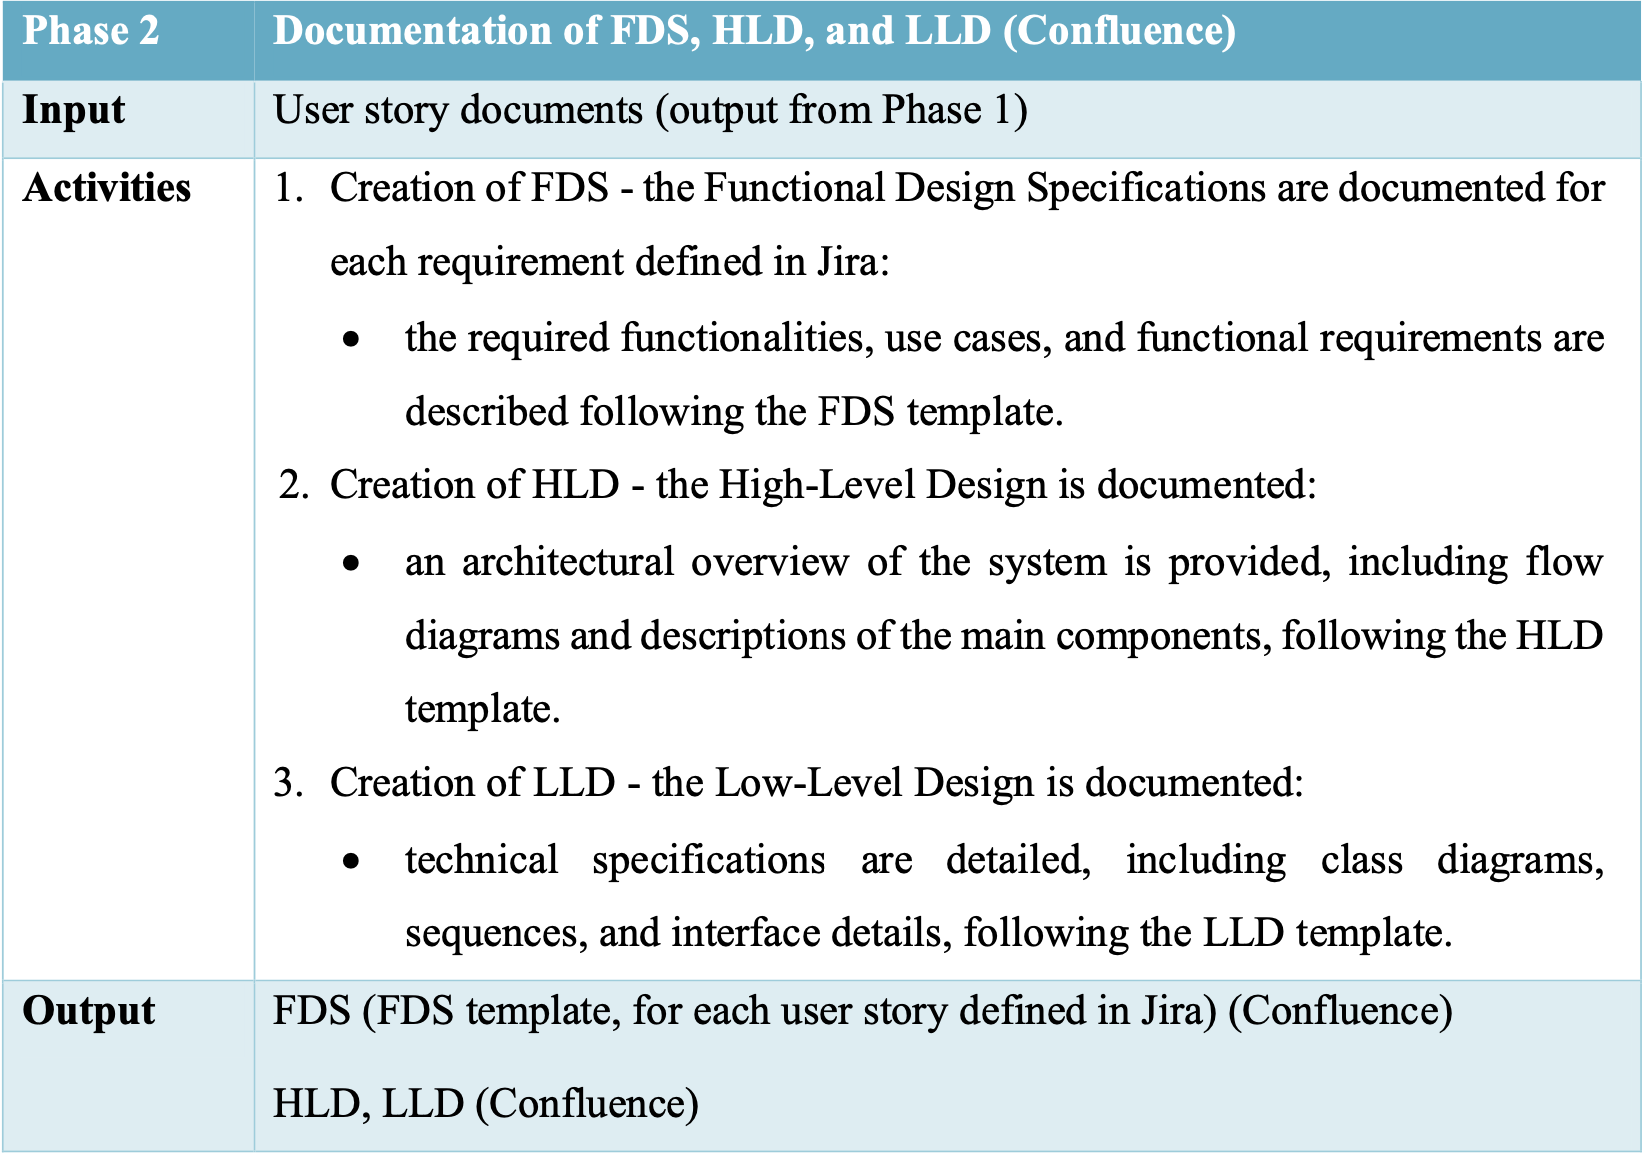 Phase 2 Documentation of FDS, HLD, and LLD (Confluence)
Input User story documents (output from Phase 1)
Activities 1. Creation of FDS - the Functional Design Specifications are documented for
each requirement defined in Jira:
• the required functionalities, use cases, and functional requirements are
described following the FDS template.
2. Creation of HLD - the High-Level Design is documented:
• an architectural overview of the system is provided, including flow
diagrams and descriptions of the main components, following the HLD
template.
3. Creation of LLD - the Low-Level Design is documented:
• technical specifications are detailed, including class diagrams,
sequences, and interface details, following the LLD template.
Output FDS (FDS template, for each user story defined in Jira) (Confluence)
HLD, LLD (Confluence)